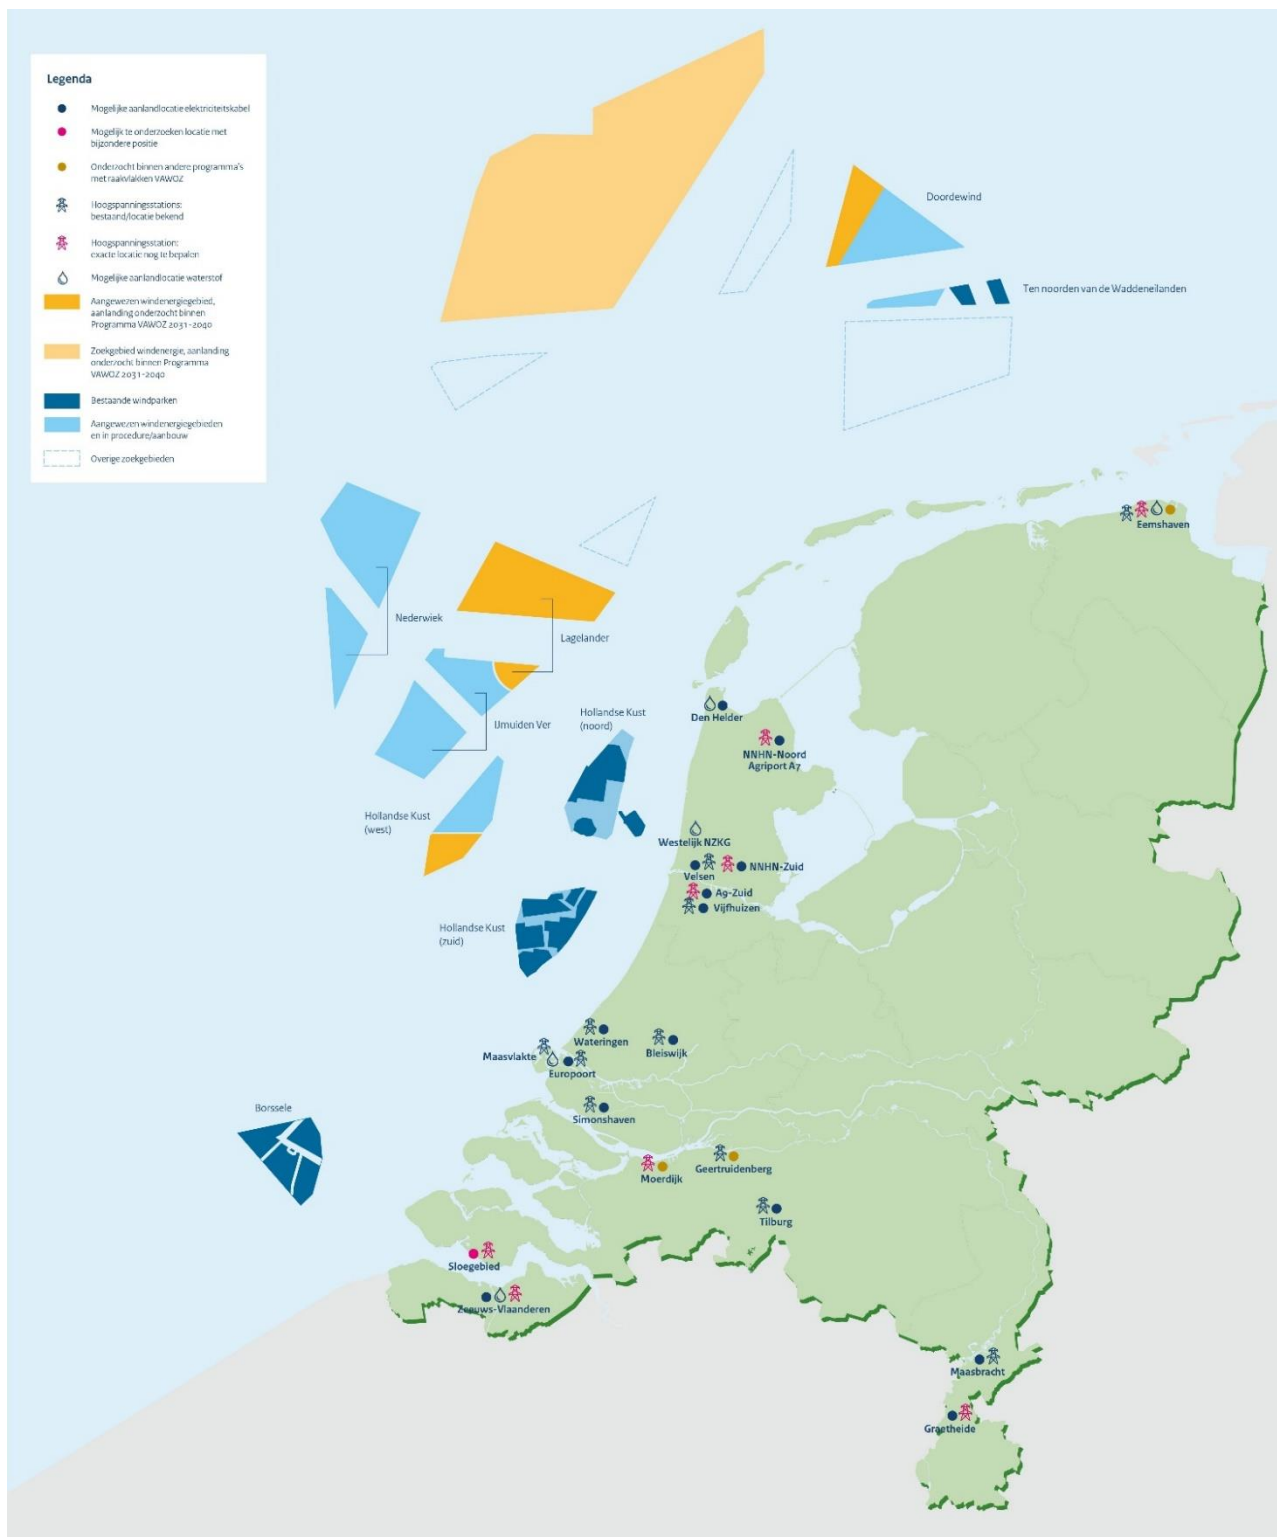 Legenda
Mogelijke aanlandlocatie elektriciteitskabel
Mogelijk te onderzoeken locatie met
bijzondere positie
Onderzocht binnen andere programma's
met raakvlakken VAWOZ
Hoogspanningsstations:
bestaand/locatie bekend
Hoogspanningsstation:
exacte locatie nog te bepalen
Mogelijke aanlandlocatie waterstof
Aangewezen windenergiegebied,
aanlanding onderzocht binnen
Programma VAWOZ 2031-2040
Zoekgebied windenergie, aanlanding
onderzocht binnen Programma
VAWOZ 2031-2040
Bestaande windparken
Aangewezen windenergiegebieden
en in procedure/aanbouw
Overige zoekgebieden
Doordewind
Ten noorden van de Waddeneilanden
Eemshaven
Nederwiek
Lagelander
IJmuiden Ver
Hollandse Kust
(noord)
Den Helder
NNHN-Noord
Agriport A7
Hollandse Kust
(west)
Westelijk NZKG
Velsen
NNHN-Zuid
A9-Zuid
Vijfhuizen
Hollandse Kust
(zuid)
Wateringen
Bleiswijk
Maasvlakte
Europoort
Simonshaven
Borssele
Geertruidenberg
Moerdijk
Tilburg
Sloegebied
Zeeuws-Vlaanderen
Maasbracht
Graetheide